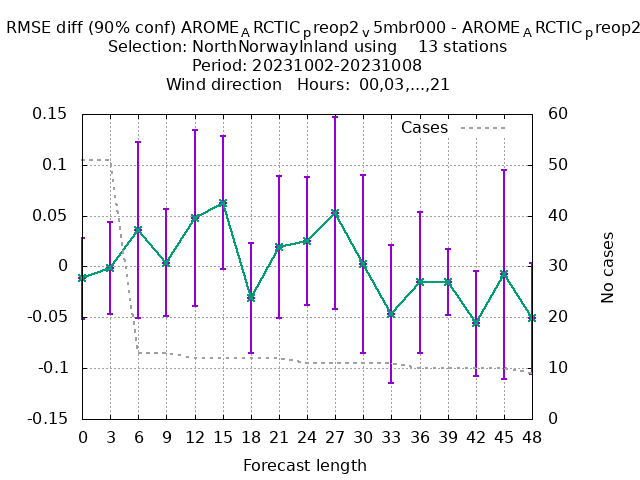 RMSE diff (90% conf) AROME_ARCTIC_preop2_v5mbr000 - AROME_ARCTIC_preop2
Selection: NorthNorwayInland using 13 stations
Period: 20231002-20231008
Wind direction Hours: 00,03,...,21
0.15
0.1
0.05
0
-0.05
-0.1
-0.15
60
50
40
30
20
10
0
Cases
No cases
0 3 6 9 12 15 18 21 24 27 30 33 36 39 42 45 48
Forecast length